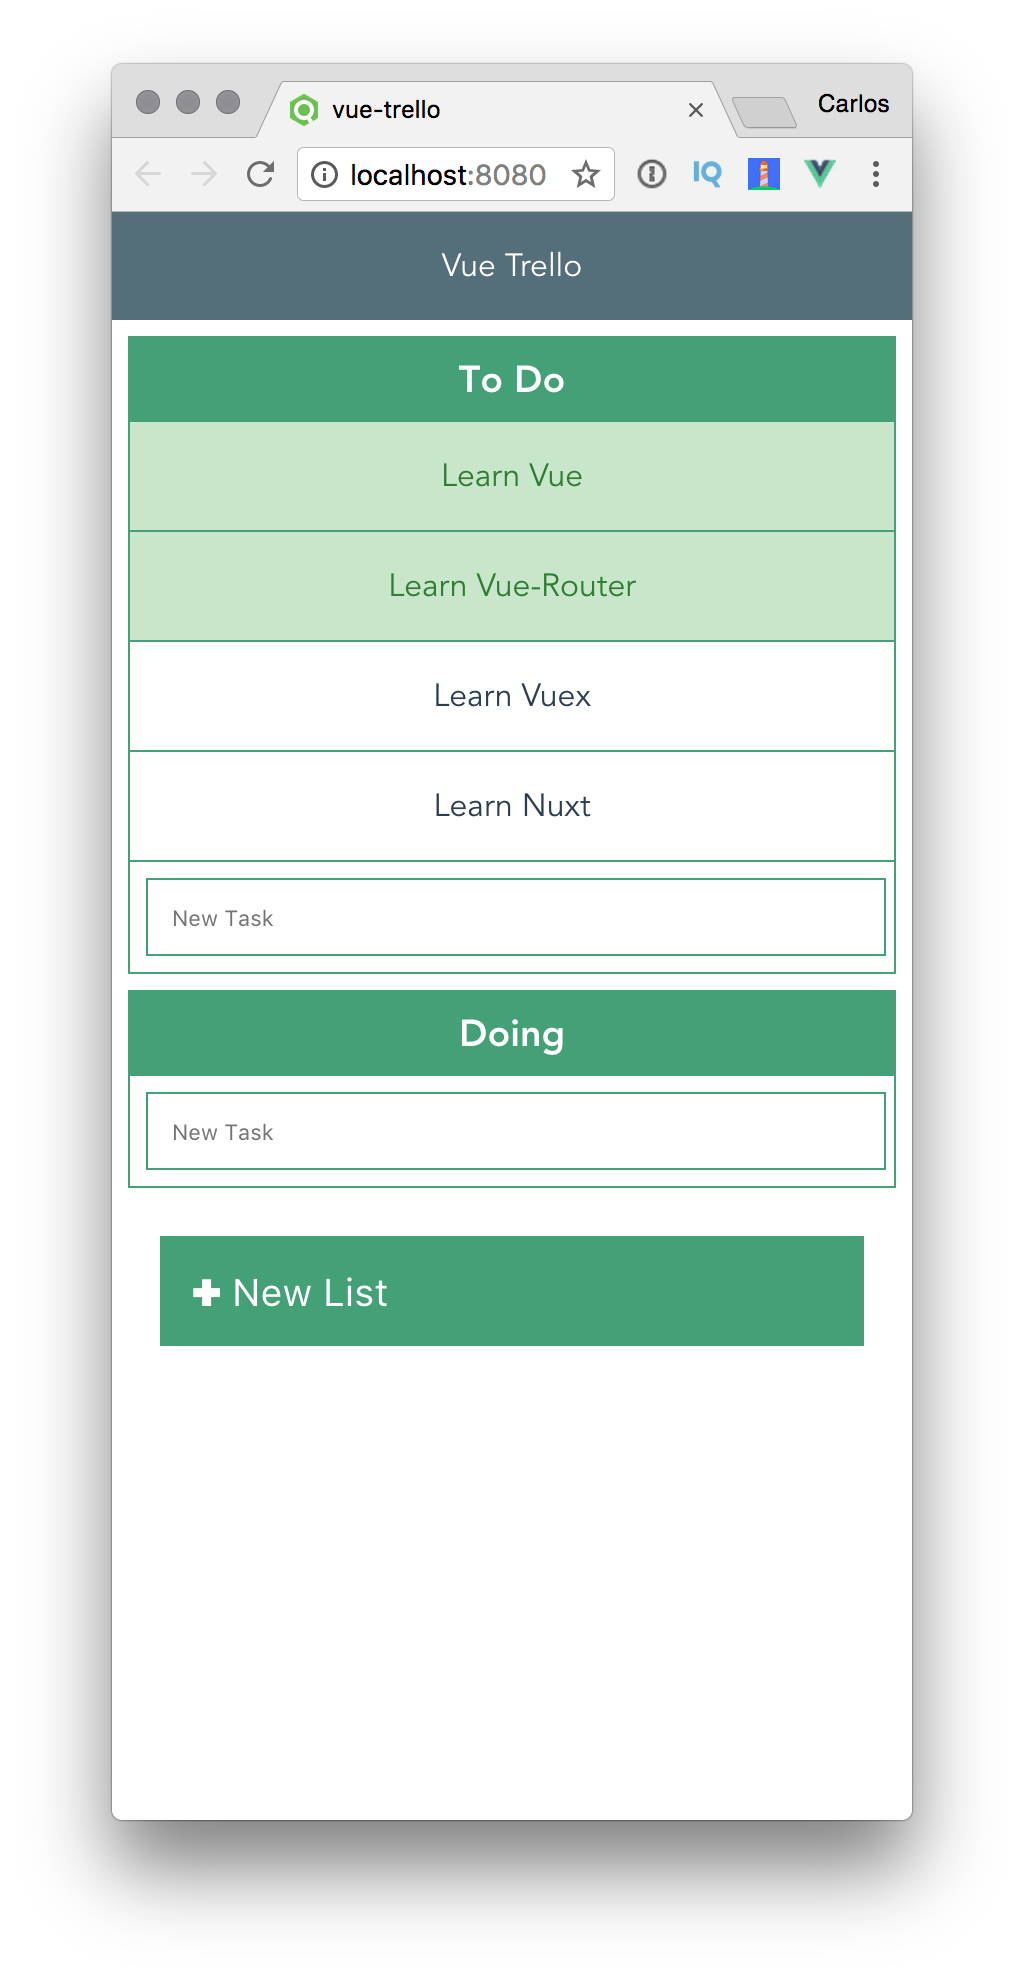 vue-trello
Carlos
localhost:8080
IQ
Vue Trello
To Do
Learn Vue
Learn Vue-Router
Learn Vuex
Learn Nuxt
New Task
Doing
New Task
New List